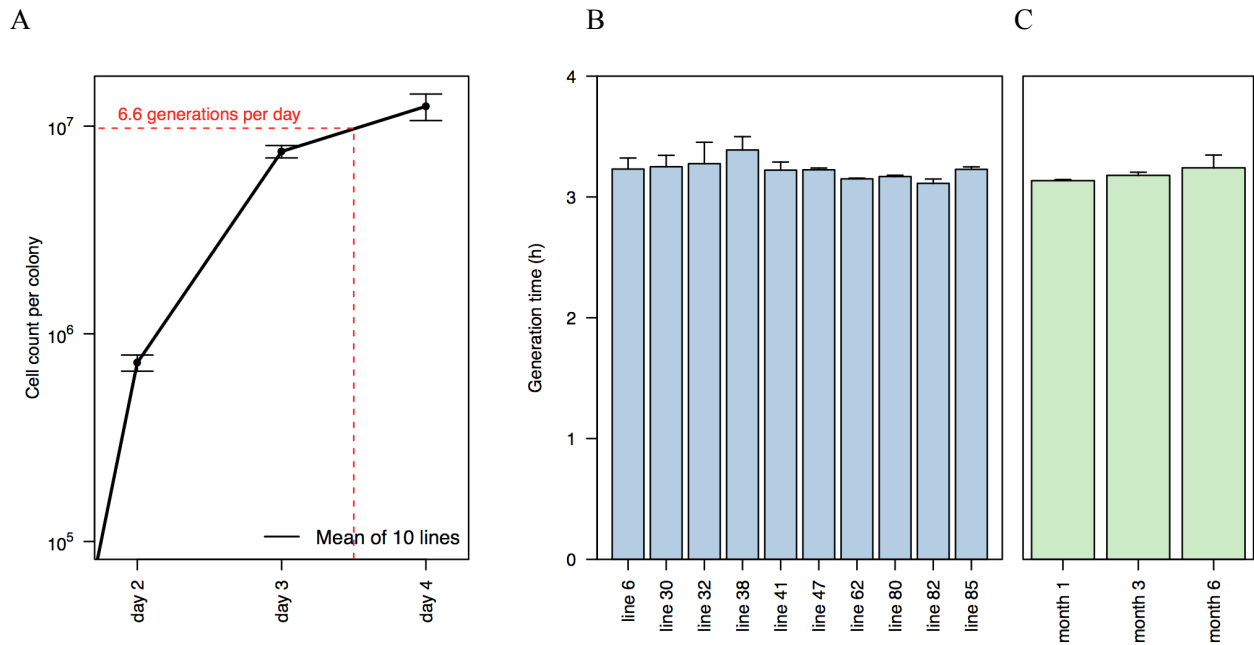 A
B
C
6.6 generations per day
10^7
10^6
10^5
Cell count per colony
Mean of 10 lines
day 2
day 3
day 4
4
3
2
1
0
Generation time (h)
line 6
line 30
line 32
line 38
line 41
line 47
line 62
line 80
line 82
line 85
month 1
month 3
month 6